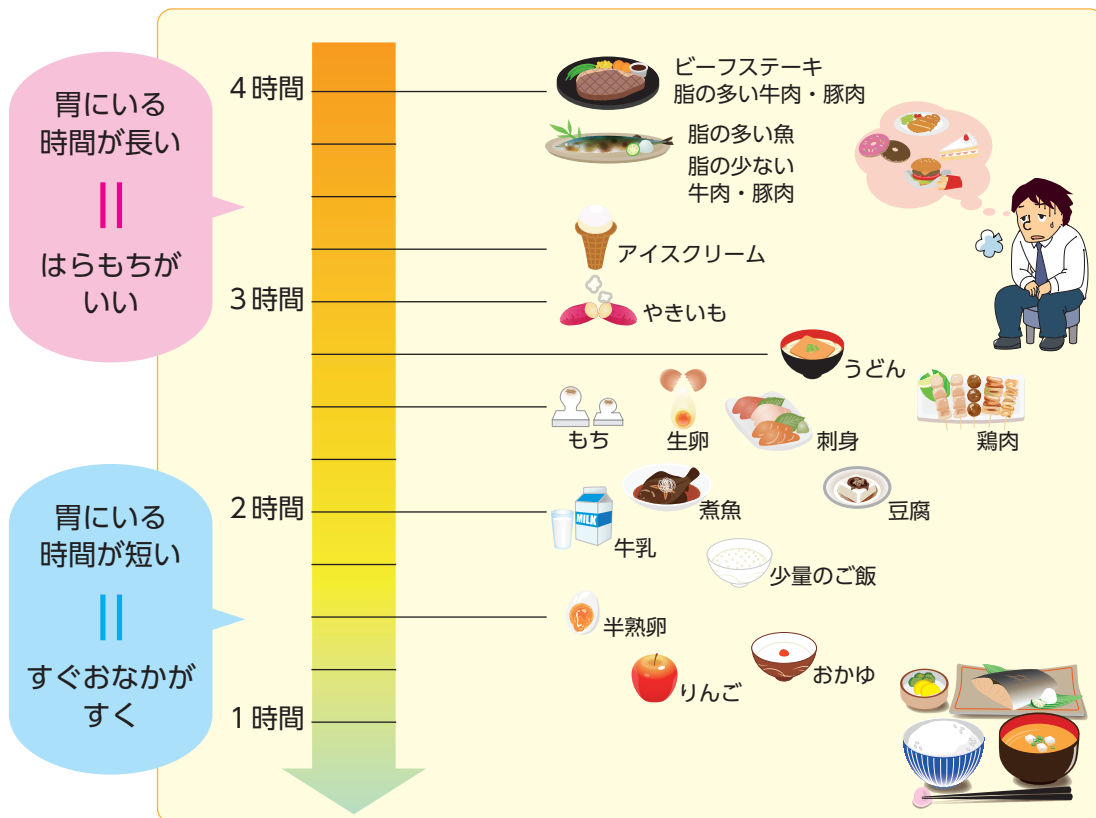 胃にいる
時間が長い
はらもちが
いい
胃にいる
時間が短い
すぐおなかが
すく
4時間
3時間
2時間
1時間
ビーフステーキ
脂の多い牛肉・豚肉
脂の多い魚
脂の少ない
牛肉・豚肉
アイスクリーム
やきいも
うどん
もち
生卵
刺身
鶏肉
煮魚
豆腐
MILK
牛乳
少量のご飯
半熟卵
おかゆ
りんご